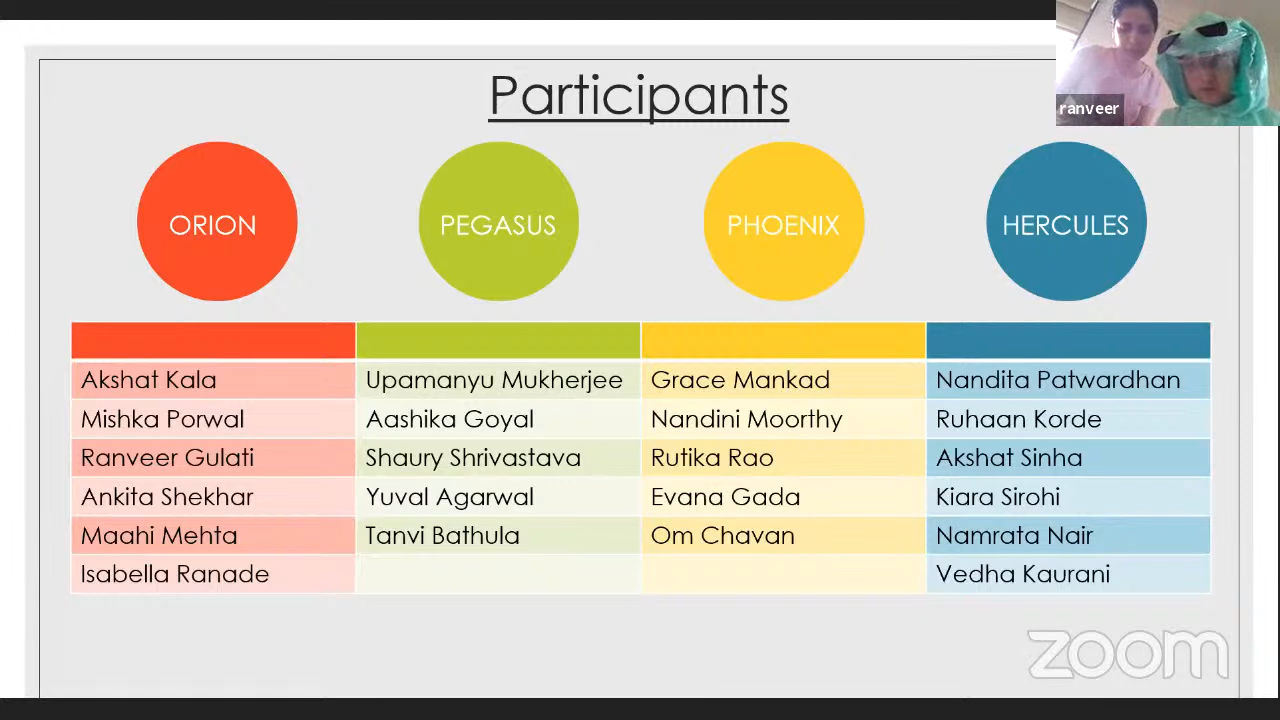 Participants
ranveer
ORION PEGASUS PHOENIX HERCULES
Akshat Kala Upamanyu Mukherjee Grace Mankad Nandita Patwardhan
Mishka Porwal Aashika Goyal Nandini Moorthy Ruhaan Korde
Ranveer Gulati Shaury Shrivastava Rutika Rao Akshat Sinha
Ankita Shekhar Yuval Agarwal Evana Gada Kiara Sirohi
Maahi Mehta Tanvi Bathula Om Chavan Namrata Nair
Isabella Ranade Vedha Kaurani
zoom